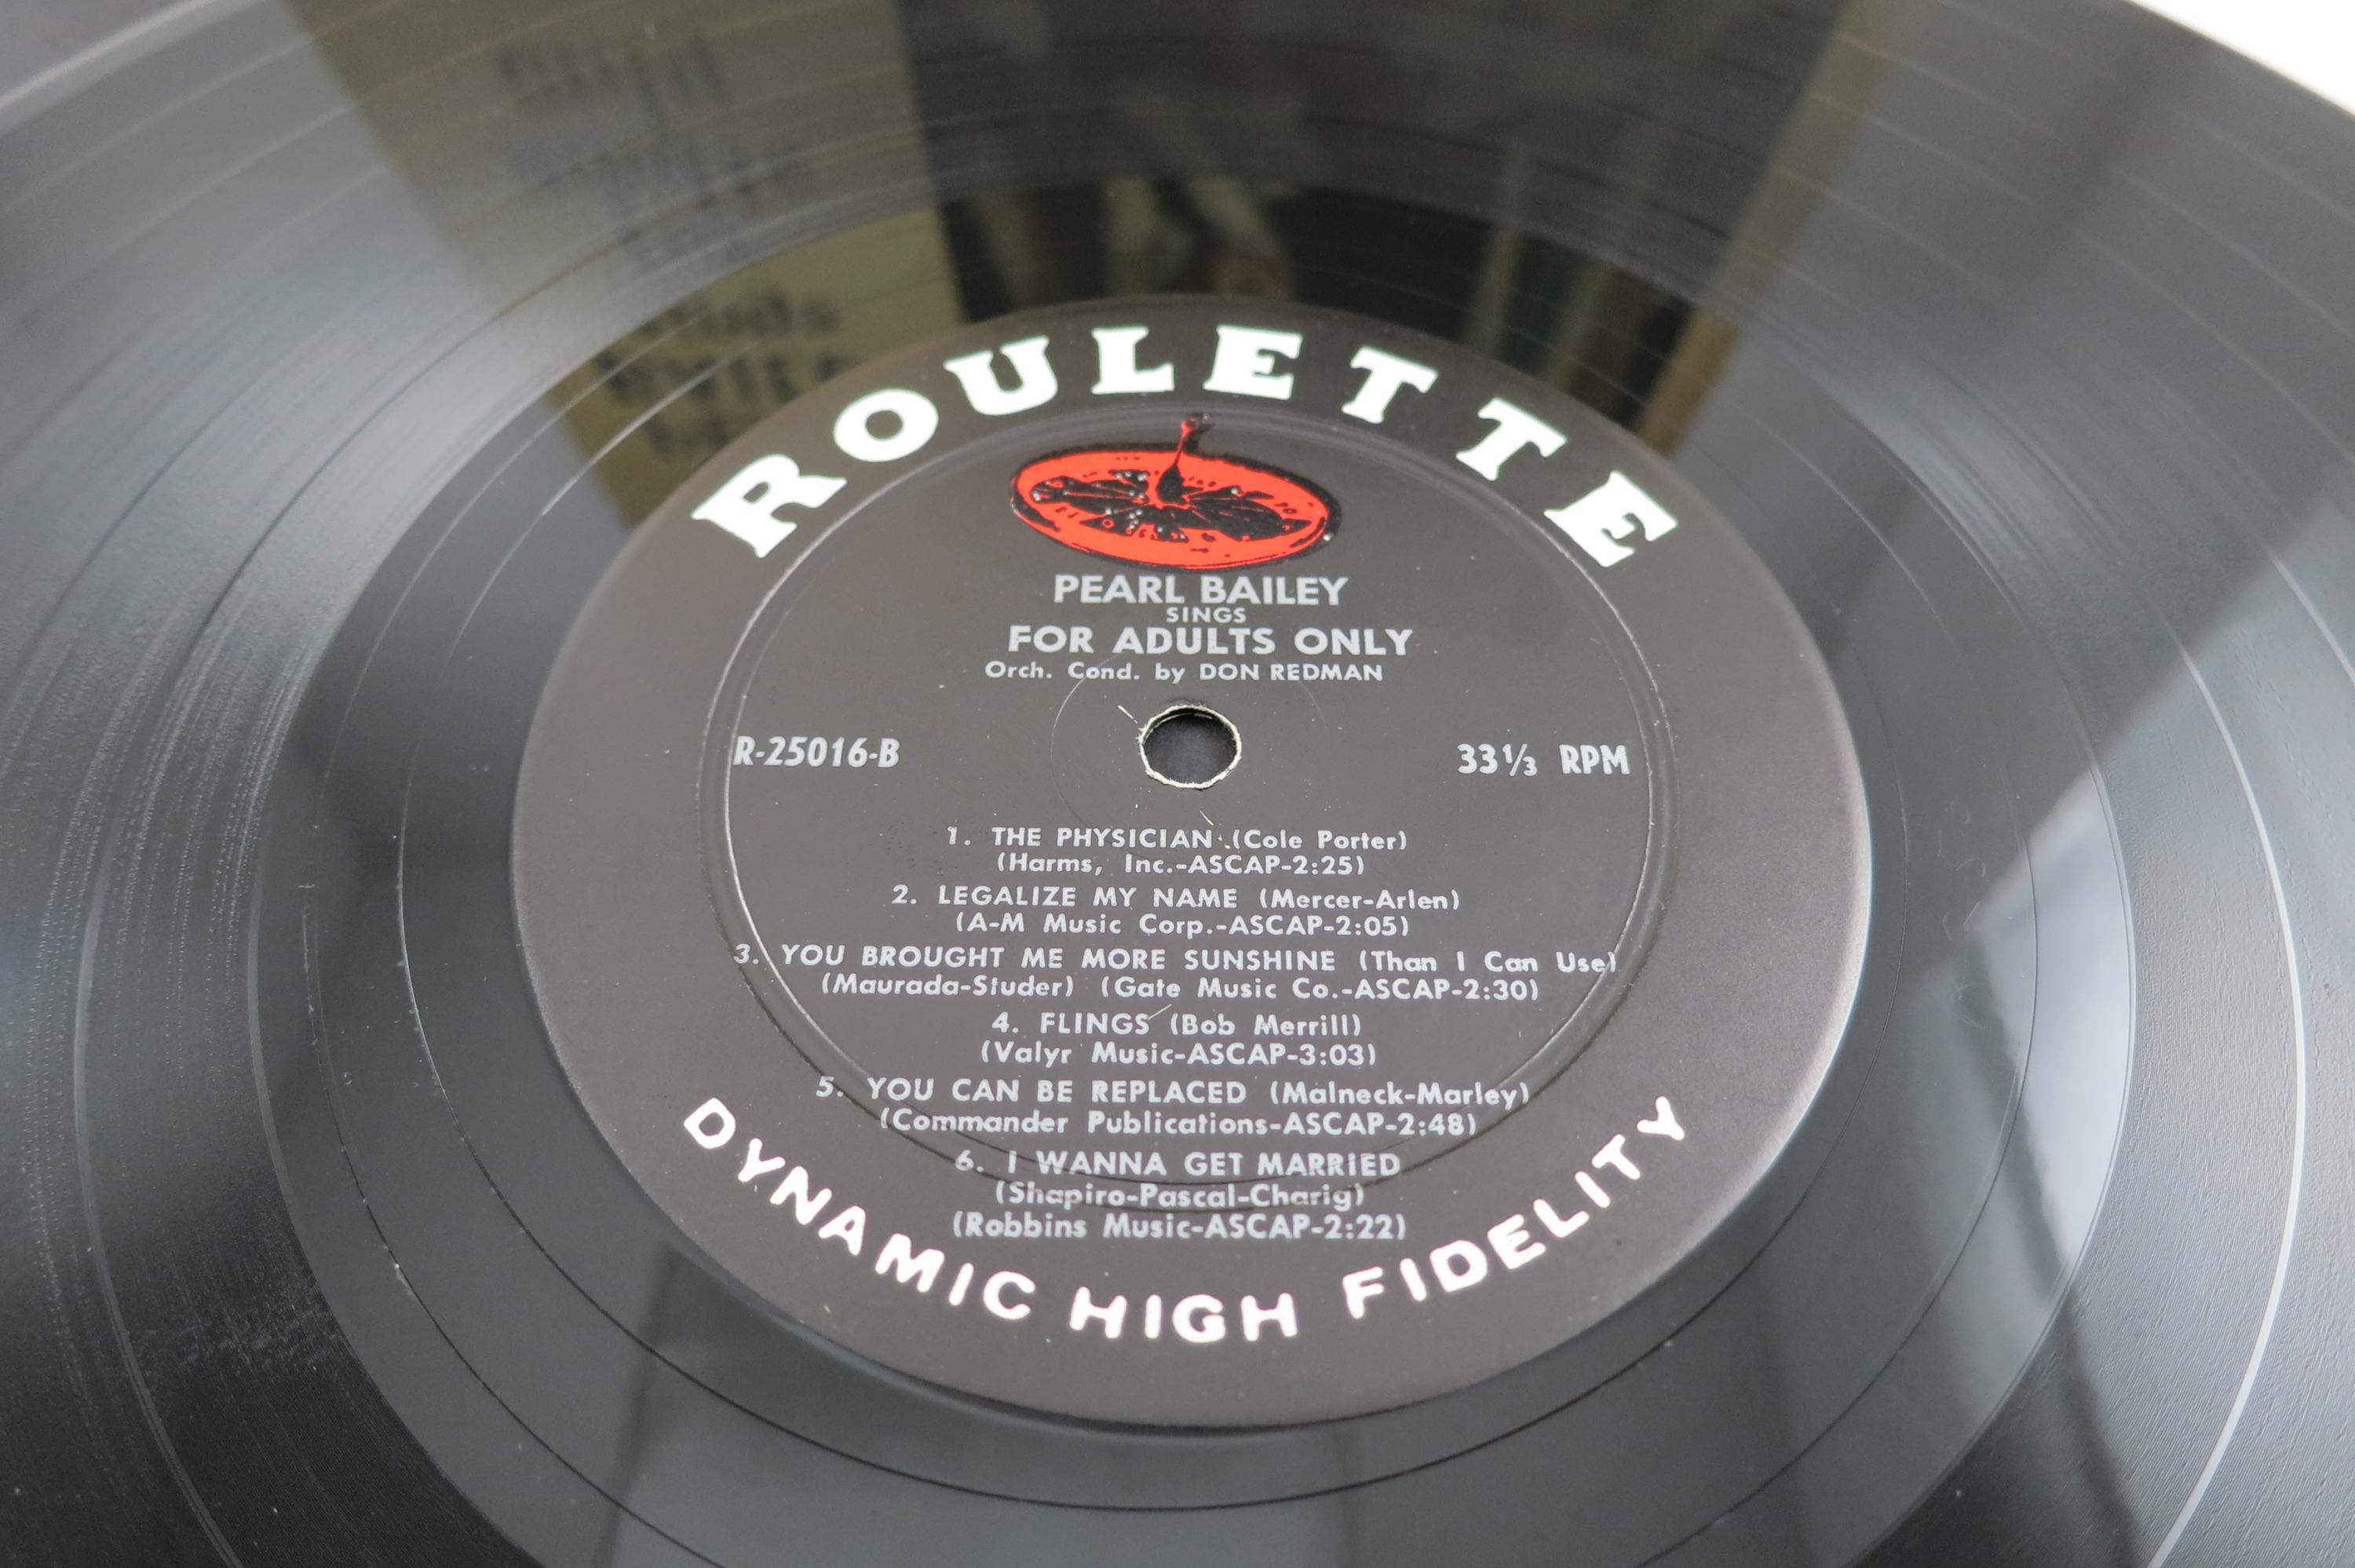 ROULETTE
PEARL BAILEY
SINGS
FOR ADULTS ONLY
Orch. Cond. by DON REDMAN
R-25016-B
33⅓ RPM
1. THE PHYSICIAN (Cole Porter)
(Harms, Inc.-ASCAP-2:25)
2. LEGALIZE MY NAME (Mercer-Arlen)
(A-M Music Corp.-ASCAP-2:05)
3. YOU BROUGHT ME MORE SUNSHINE (Than I Can Use)
(Maurada-Studer) (Gate Music Co.-ASCAP-2:30)
4. FLINGS (Bob Merrill)
(Valyr Music-ASCAP-3:03)
5. YOU CAN BE REPLACED (Malneck-Marley)
(Commander Publications-ASCAP-2:48)
6. I WANNA GET MARRIED
(Shapiro-Pascal-Charig)
(Robbins Music-ASCAP-2:22)
DYNAMIC HIGH FIDELITY